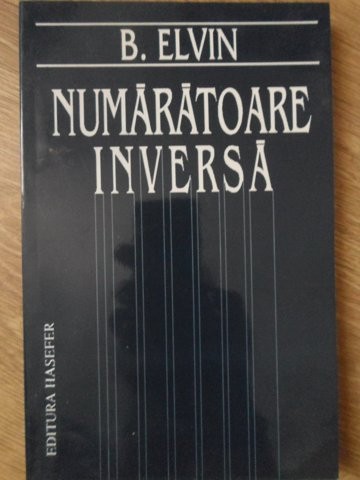 B. ELVIN
NUMĂRĂTOARE
INVERSĂ
EDITURA HASEFER